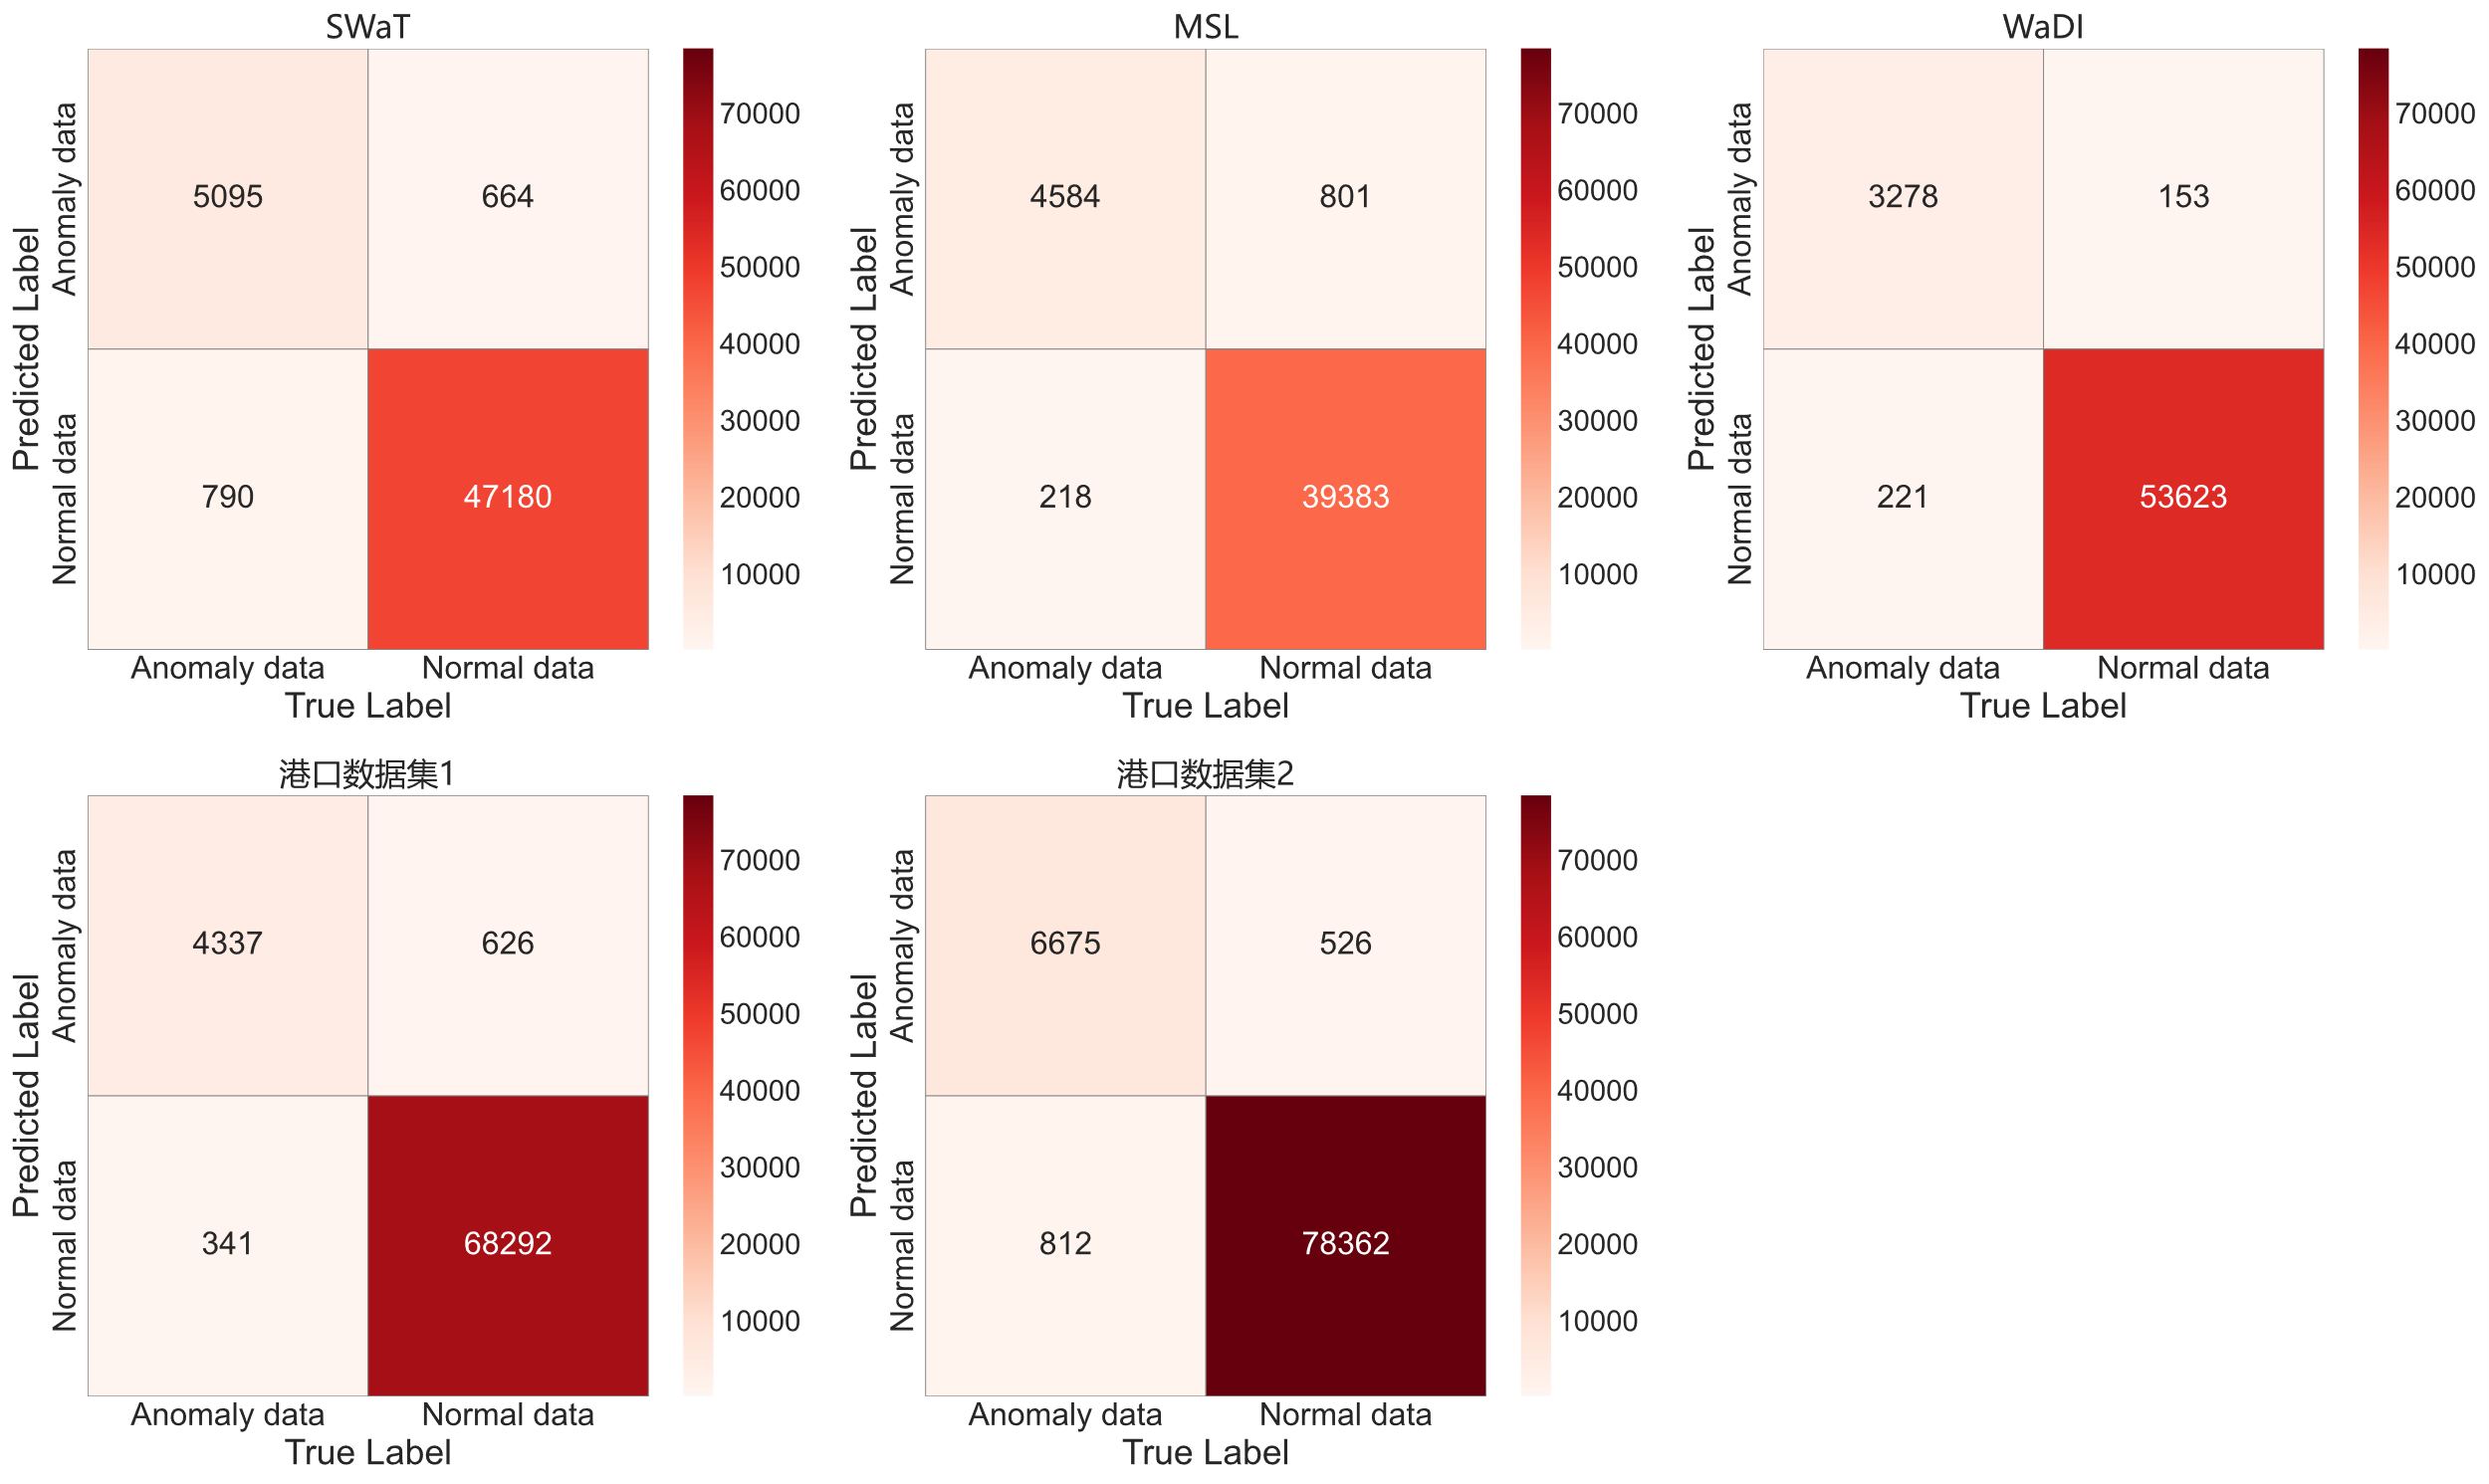 SWaT
Predicted Label
Anomaly data
Normal data
5095
664
790
47180
Anomaly data
Normal data
True Label
70000
60000
50000
40000
30000
20000
10000
MSL
Predicted Label
Anomaly data
Normal data
4584
801
218
39383
Anomaly data
Normal data
True Label
70000
60000
50000
40000
30000
20000
10000
WaDI
Predicted Label
Anomaly data
Normal data
3278
153
221
53623
Anomaly data
Normal data
True Label
70000
60000
50000
40000
30000
20000
10000
港口数据集1
Predicted Label
Anomaly data
Normal data
4337
626
341
68292
Anomaly data
Normal data
True Label
70000
60000
50000
40000
30000
20000
10000
港口数据集2
Predicted Label
Anomaly data
Normal data
6675
526
812
78362
Anomaly data
Normal data
True Label
70000
60000
50000
40000
30000
20000
10000